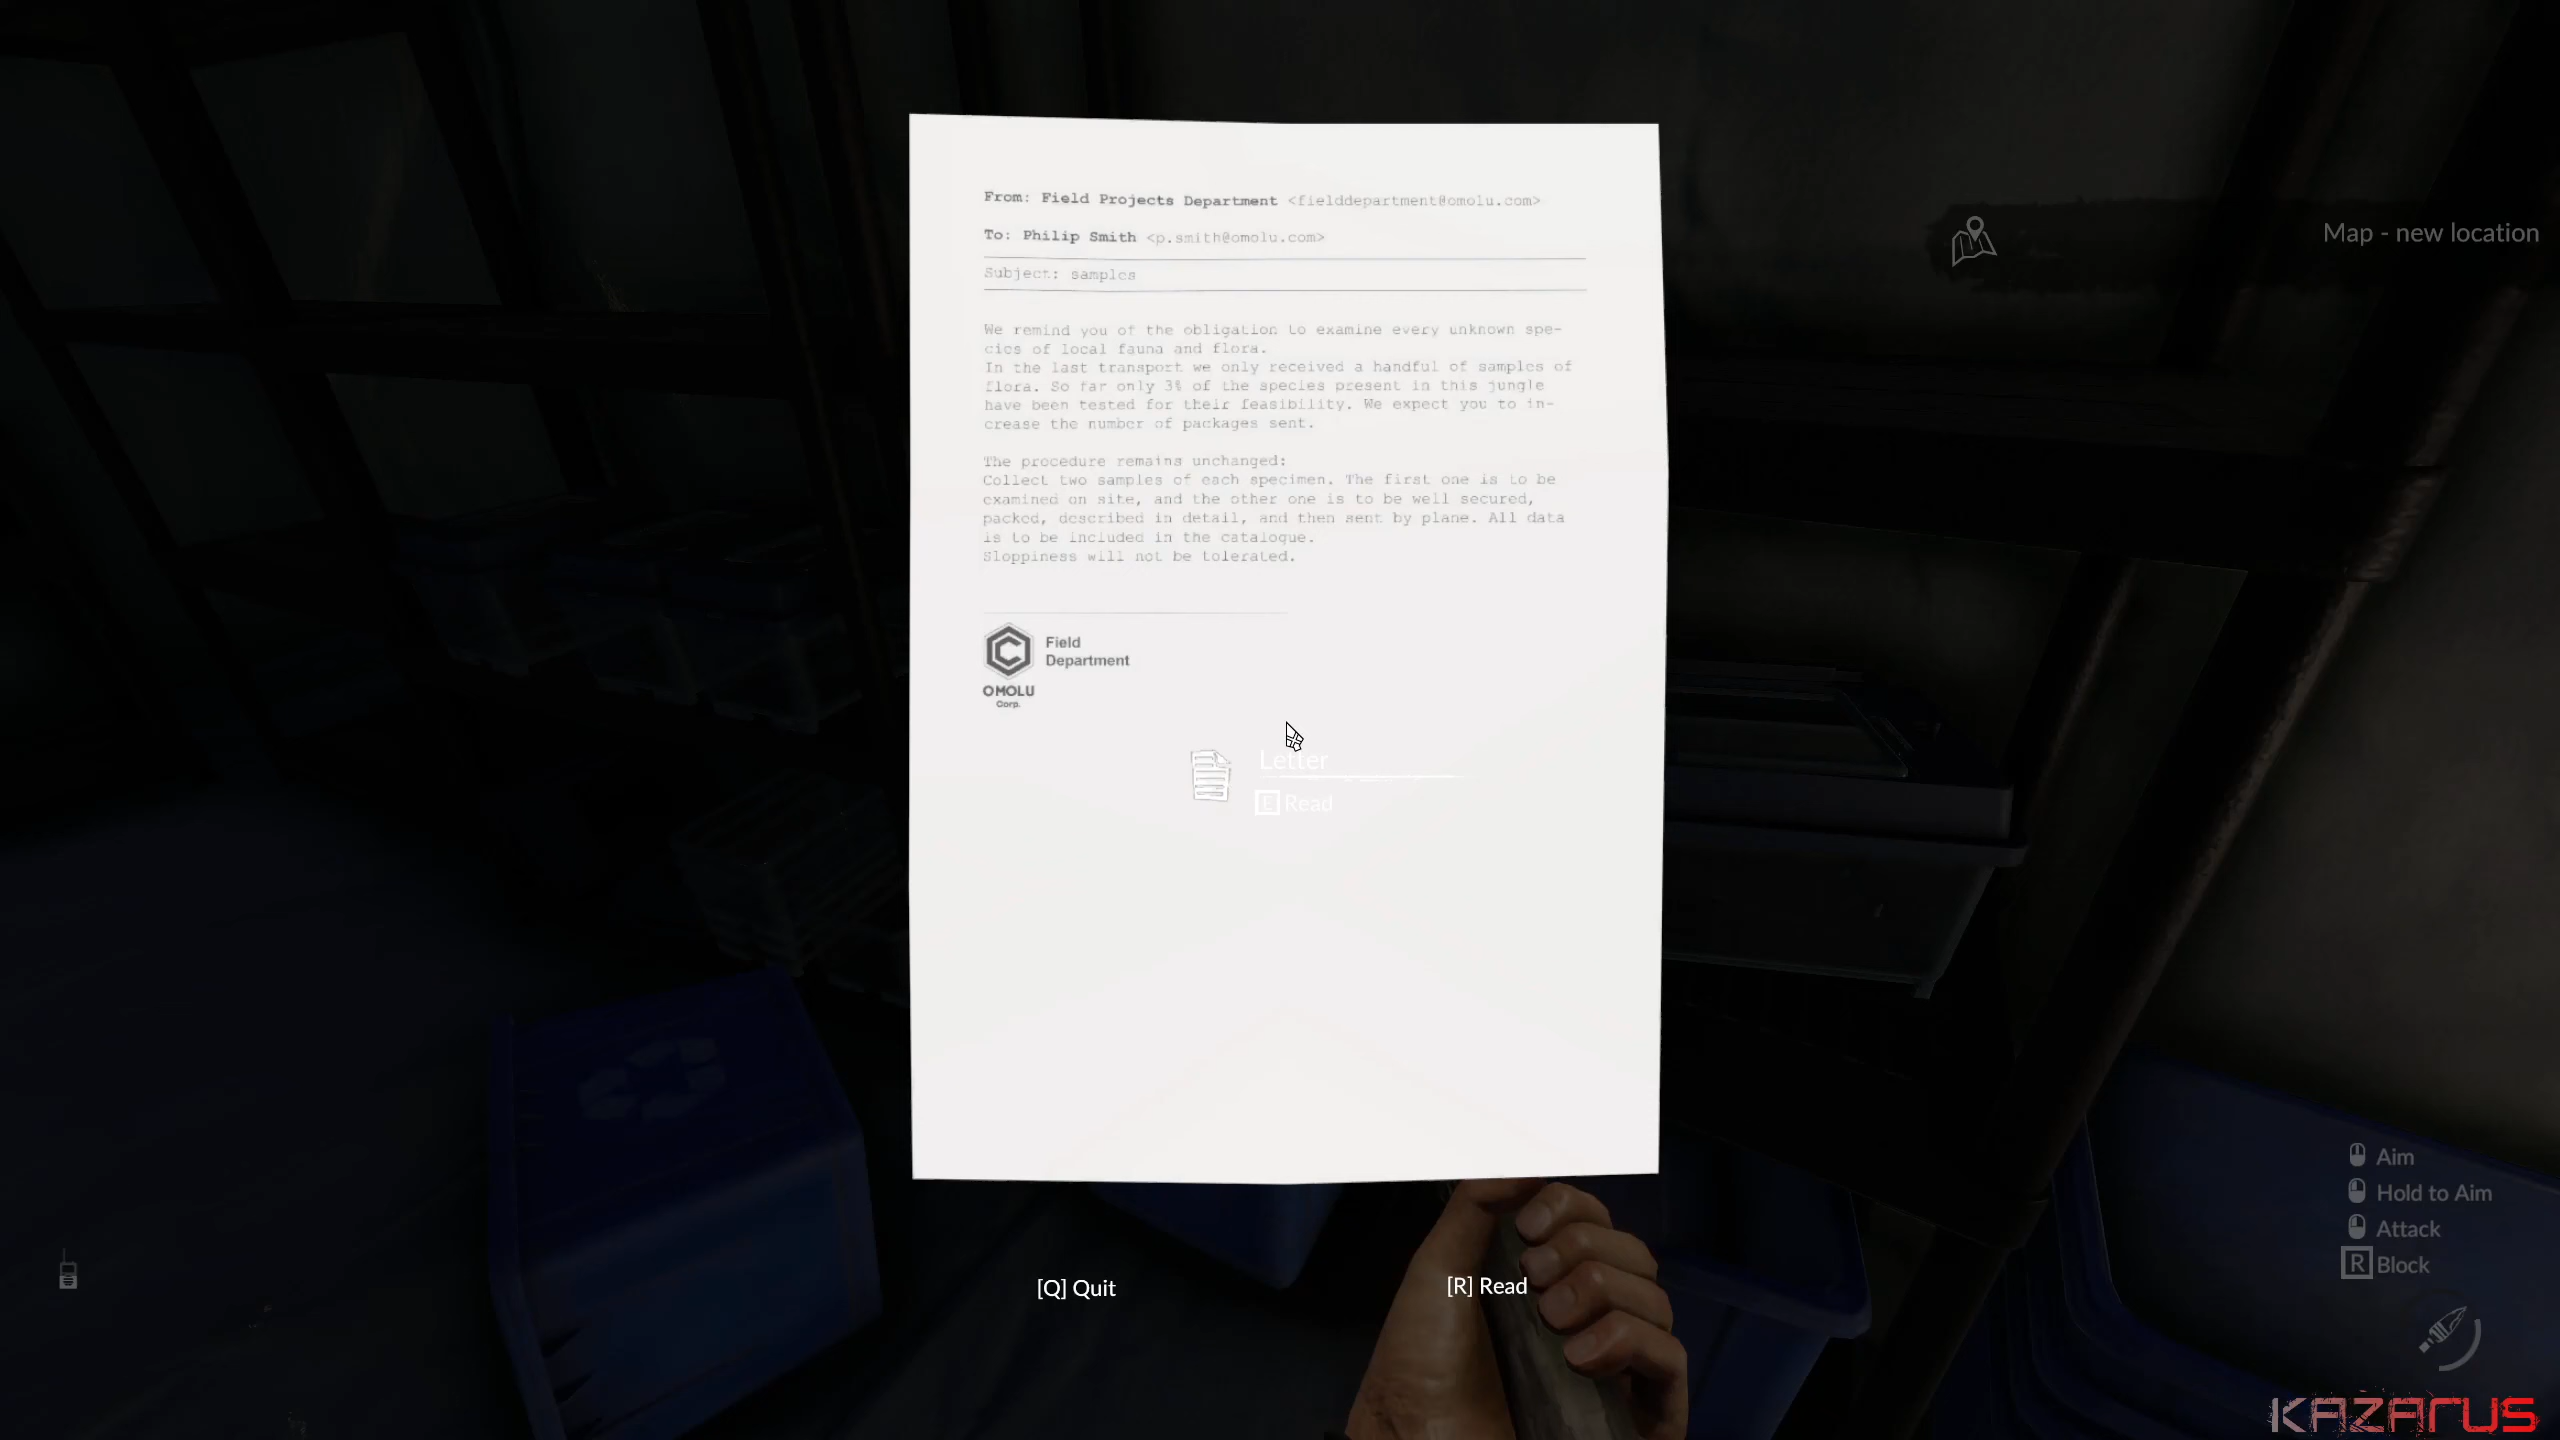 From: Field Projects Department <fielddepartment@omolu.com>
To: Philip Smith <p.smith@omolu.com>
Subject: samples
We remind you of the obligation to examine every unknown spe-
cies of local fauna and flora.
In the last transport we only received a handful of samples of
flora. So far only 3% of the species present in this jungle
have been tested for their feasibility. We expect you to in-
crease the number of packages sent.
The procedure remains unchanged:
Collect two samples of each specimen. The first one is to be
examined on site, and the other one is to be well secured,
packed, described in detail, and then sent by plane. All data
is to be included in the catalogue.
Sloppiness will not be tolerated.
Field
Department
OMOLU
Corp.
Letter
E Read
[Q] Quit
[R] Read
Map - new location
Aim
Hold to Aim
Attack
R Block
KAZARUS